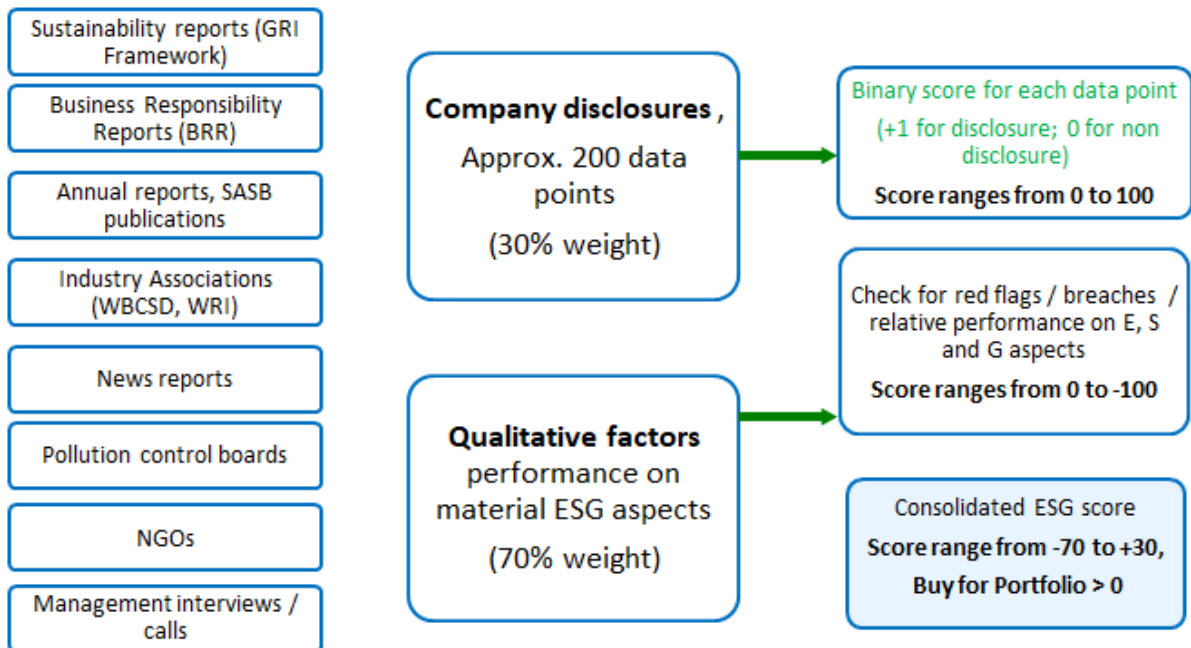 Sustainability reports (GRI
Framework)
Business Responsibility
Reports (BRR)
Annual reports, SASB
publications
Industry Associations
(WBCSD, WRI)
News reports
Pollution control boards
NGOs
Management interviews /
calls
Company disclosures ,
Approx. 200 data
points
(30% weight)
Qualitative factors
performance on
material ESG aspects
(70% weight)
Binary score for each data point
(+1 for disclosure; 0 for non
disclosure)
Score ranges from 0 to 100
Check for red flags / breaches /
relative performance on E, S
and G aspects
Score ranges from 0 to -100
Consolidated ESG score
Score range from -70 to +30,
Buy for Portfolio > 0